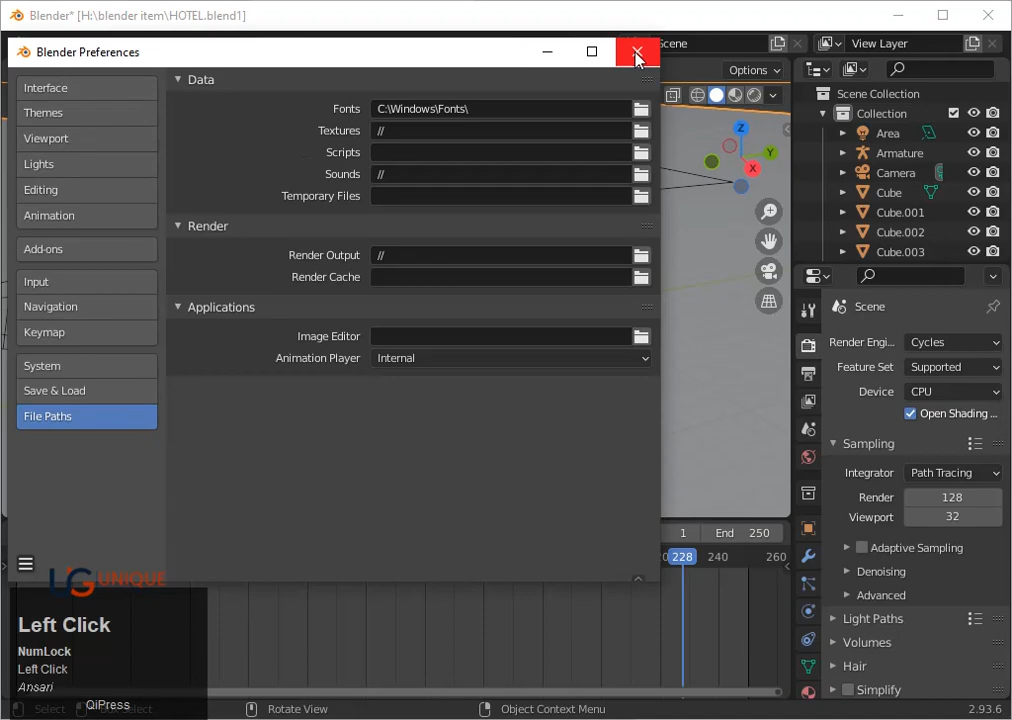 Blender* [H:\blender item\HOTEL.blend1]
Blender Preferences
Scene
View Layer
Interface
Themes
Viewport
Lights
Editing
Animation
Add-ons
Input
Navigation
Keymap
System
Save & Load
File Paths
Data
Fonts C:\Windows\Fonts\
Textures //
Scripts
Sounds //
Temporary Files
Render
Render Output //
Render Cache
Applications
Image Editor
Animation Player Internal
Options
Z
Y
X
Scene Collection
Collection
Area
Armature
Camera
Cube
Cube.001
Cube.002
Cube.003
Scene
Render Engi... Cycles
Feature Set Supported
Device CPU
Open Shading ...
Sampling
Integrator Path Tracing
Render 128
Viewport 32
Adaptive Sampling
Denoising
Advanced
Light Paths
Volumes
Hair
Simplify
1 End 250
228 240 260
UG UNIQUE
Left Click
NumLock
Left Click
Ansari
QiPress
Select
Rotate View
Object Context Menu
2.93.6